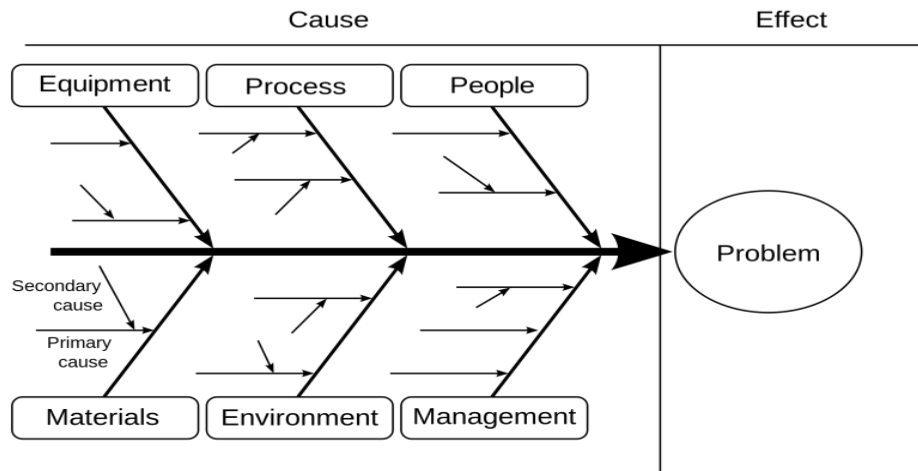 Cause
Effect
Equipment
Process
People
Problem
Secondary
cause
Primary
cause
Materials
Environment
Management